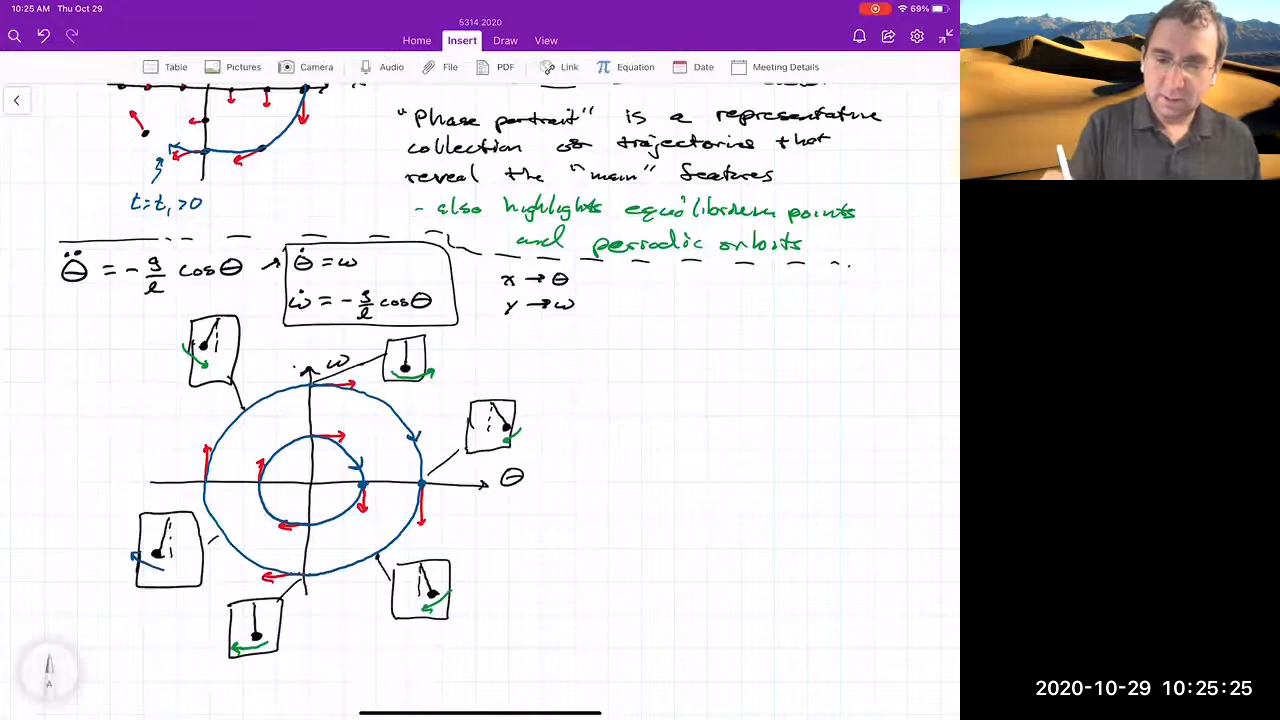 10:25 AM Thu Oct 29
69%
5314 2020
Home Insert Draw View
Table Pictures Camera Audio File PDF Link Equation Date Meeting Details
"Phase portrait" is a representative
collection of trajectories that
reveal the "main" features
- also highlights equilibrium points
and periodic orbits
t=t₁>0
θ̈ = -g/l cosθ → θ̇ = ω
ω̇ = -g/l cosθ
x → θ
y → ω
ω
θ
A
2020-10-29 10:25:25